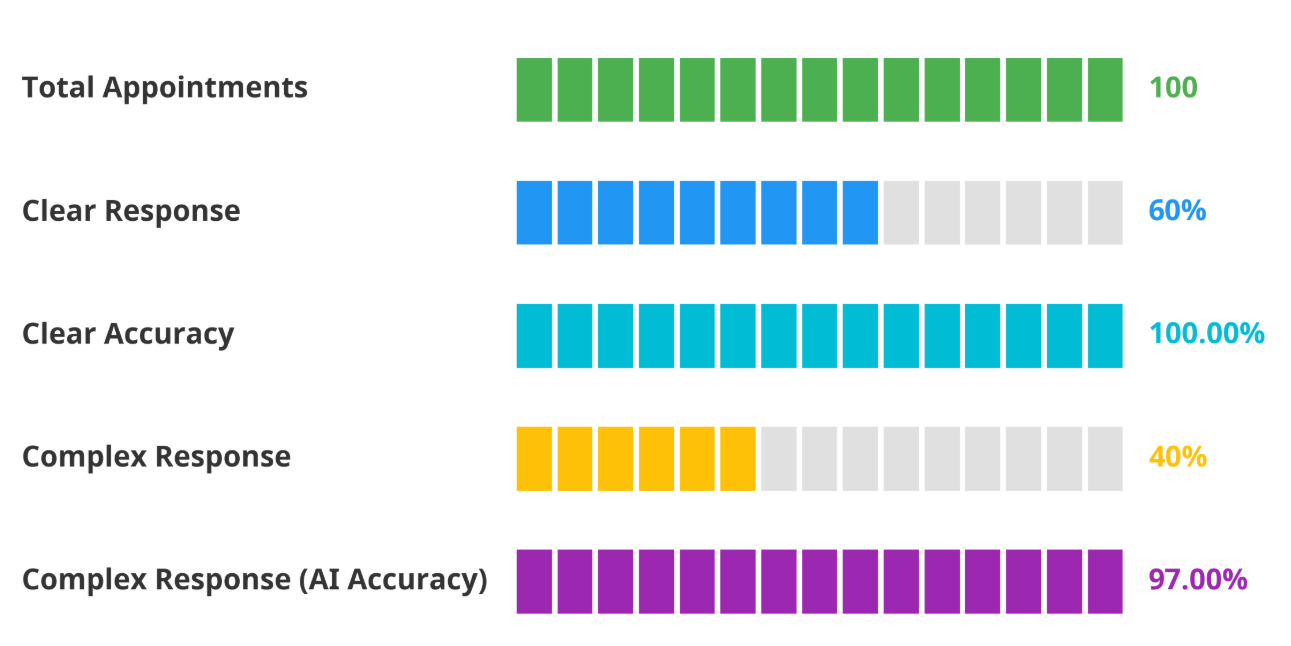 Total Appointments 100
Clear Response 60%
Clear Accuracy 100.00%
Complex Response 40%
Complex Response (AI Accuracy) 97.00%